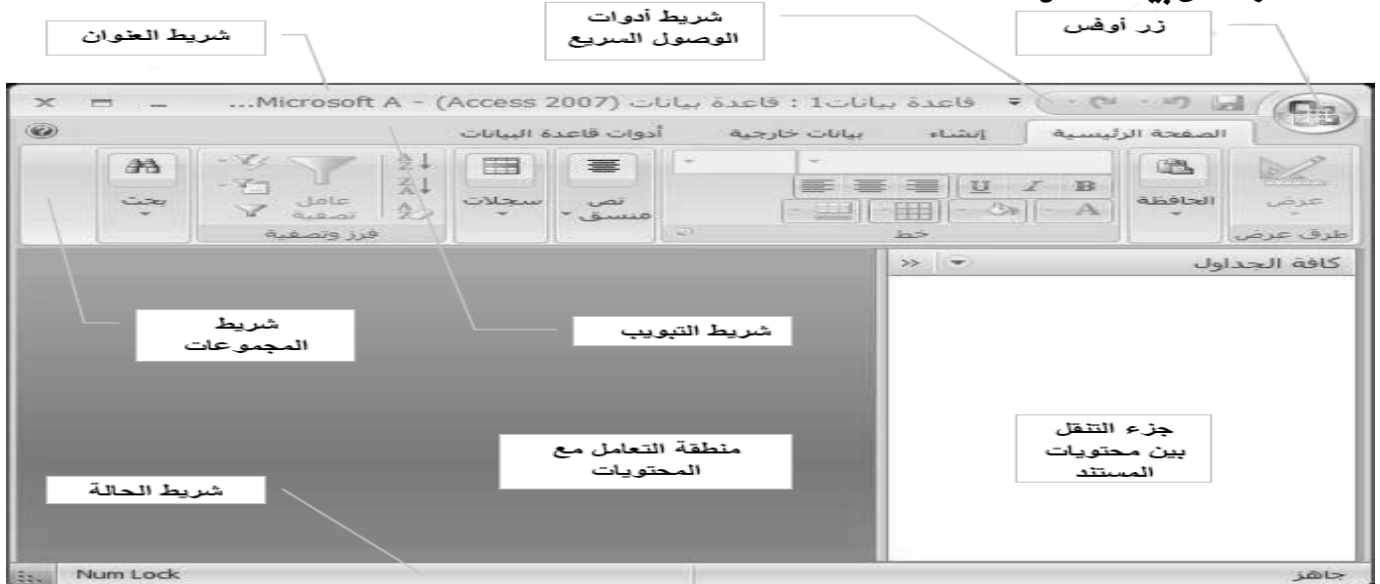 زر أوفس
شريط أدوات
الوصول السريع
شريط العنوان
قاعدة بيانات1 : قاعدة بيانات (Access 2007) - Microsoft A...
الصفحة الرئيسية
إنشاء
بيانات خارجية
أدوات قاعدة البيانات
عرض
طرق عرض
الحافظة
B I U
A
خط
نص
منسق
سجلات
عامل
تصفية
فرز وتصفية
بحث
كافة الجداول
شريط
المجموعات
شريط التبويب
جزء التنقل
بين محتويات
المستند
منطقة التعامل مع
المحتويات
شريط الحالة
جاهز
Num Lock